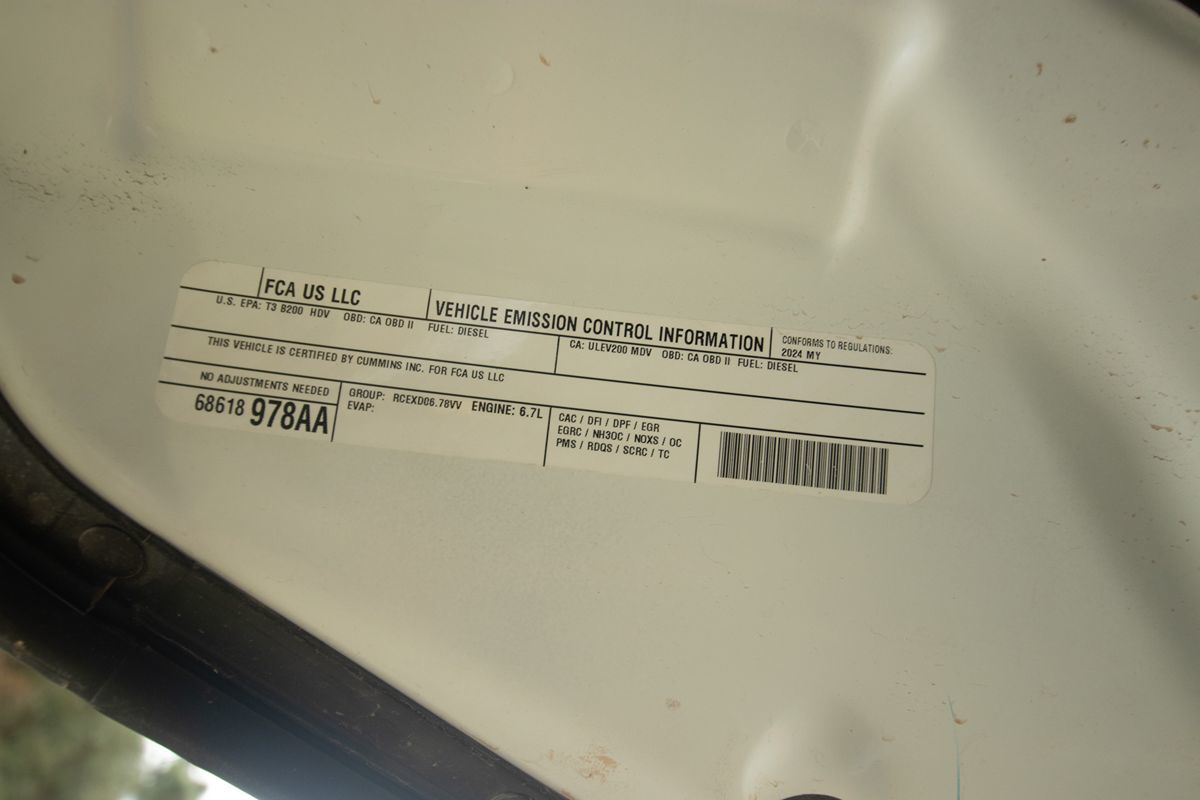 FCA US LLC
VEHICLE EMISSION CONTROL INFORMATION
CONFORMS TO REGULATIONS:
2024 MY
U.S. EPA: T3 B200 HDV OBD: CA OBD II FUEL: DIESEL
CA: ULEV200 MDV OBD: CA OBD II FUEL: DIESEL
THIS VEHICLE IS CERTIFIED BY CUMMINS INC. FOR FCA US LLC
NO ADJUSTMENTS NEEDED
68618 978AA
GROUP: RCEXD06.78VV ENGINE: 6.7L
EVAP:
CAC / DFI / DPF / EGR
EGRC / NH3OC / NOXS / OC
PMS / RDQS / SCRC / TC